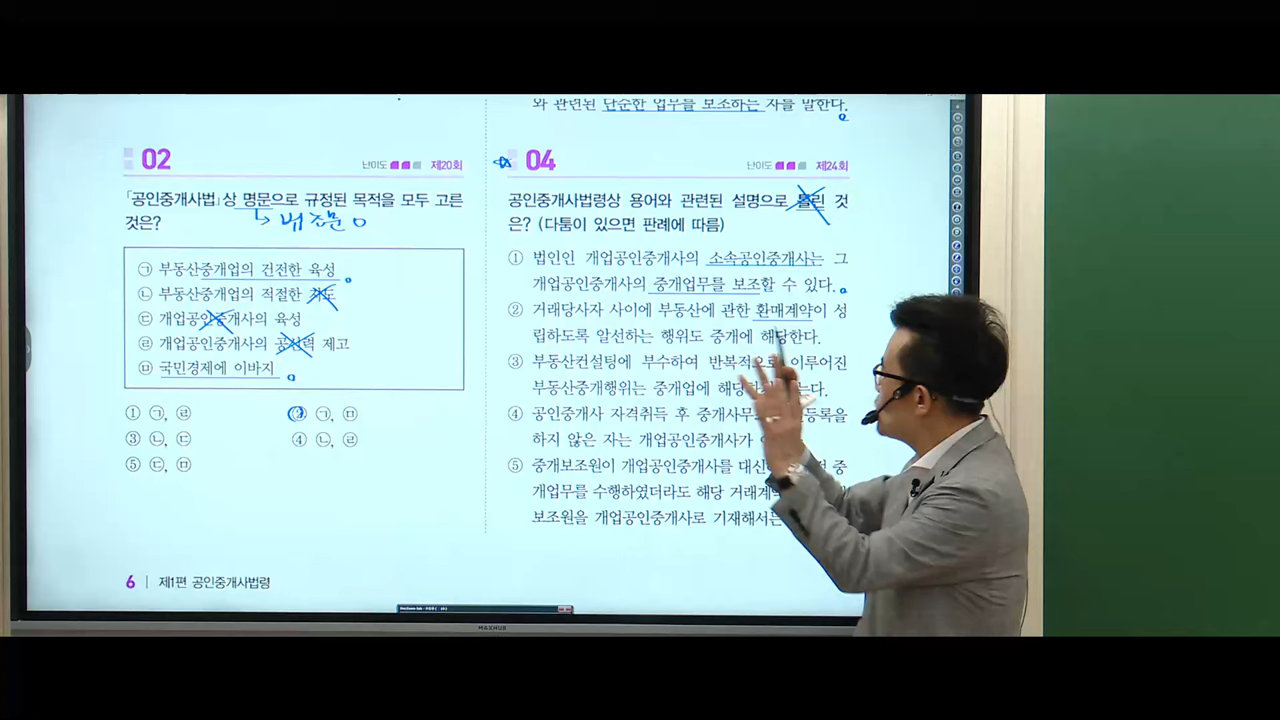 02
난이도 제20회
「공인중개사법」상 명문으로 규정된 목적을 모두 고른
것은?
법조문
㉠ 부동산중개업의 건전한 육성
㉡ 부동산중개업의 적절한
㉢ 개업공인중개사의 육성
㉣ 개업공인중개사의 공신력 제고
㉤ 국민경제에 이바지
① ㉠, ㉣
② ㉠, ㉤
③ ㉡, ㉢
④ ㉡, ㉣
⑤ ㉢, ㉤
6 | 제1편 공인중개사법령
와 관련된 단순한 업무를 보조하는 자를 말한다.
04
난이도 제24회
공인중개사법령상 용어와 관련된 설명으로 틀린 것
은? (다툼이 있으면 판례에 따름)
① 법인인 개업공인중개사의 소속공인중개사는 그
개업공인중개사의 중개업무를 보조할 수 있다.
② 거래당사자 사이에 부동산에 관한 환매계약이 성
립하도록 알선하는 행위도 중개에 해당한다.
③ 부동산컨설팅에 부수하여 반복적으로 이루어진
부동산중개행위는 중개업에
④ 공인중개사 자격취득 후
하지 않은 자는 개업공인중개사가
⑤ 중개보조원이 개업공인중개사를 중
개업무를 수행하였더라도 해당
보조원을 개업공인중개사로 기재해서는
MAXHUB